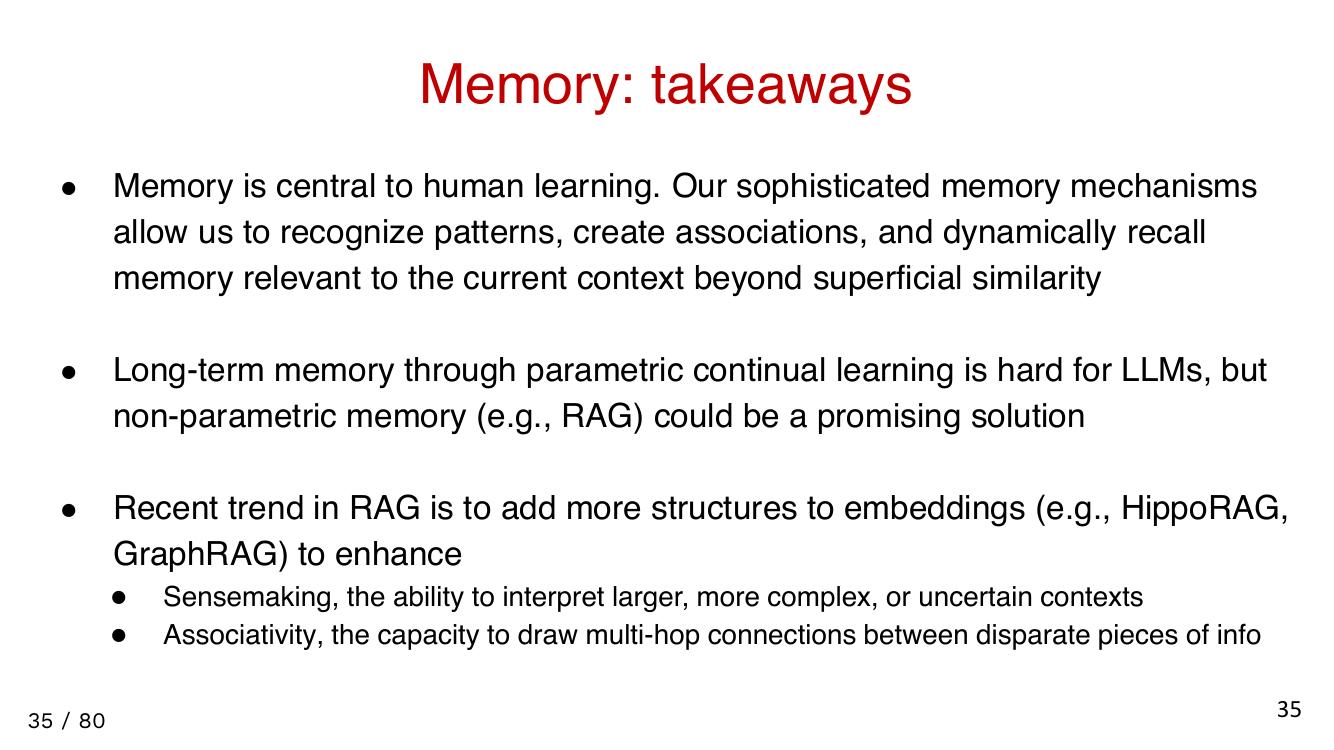 Memory: takeaways
● Memory is central to human learning. Our sophisticated memory mechanisms
allow us to recognize patterns, create associations, and dynamically recall
memory relevant to the current context beyond superficial similarity
● Long-term memory through parametric continual learning is hard for LLMs, but
non-parametric memory (e.g., RAG) could be a promising solution
● Recent trend in RAG is to add more structures to embeddings (e.g., HippoRAG,
GraphRAG) to enhance
● Sensemaking, the ability to interpret larger, more complex, or uncertain contexts
● Associativity, the capacity to draw multi-hop connections between disparate pieces of info
35 / 80
35